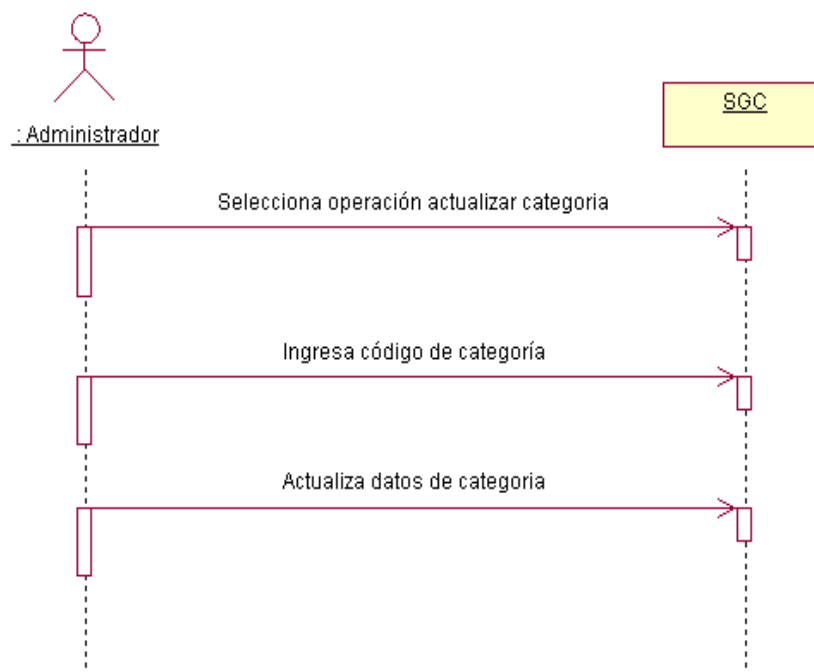 : Administrador
SGC
Selecciona operación actualizar categoria
Ingresa código de categoría
Actualiza datos de categoria